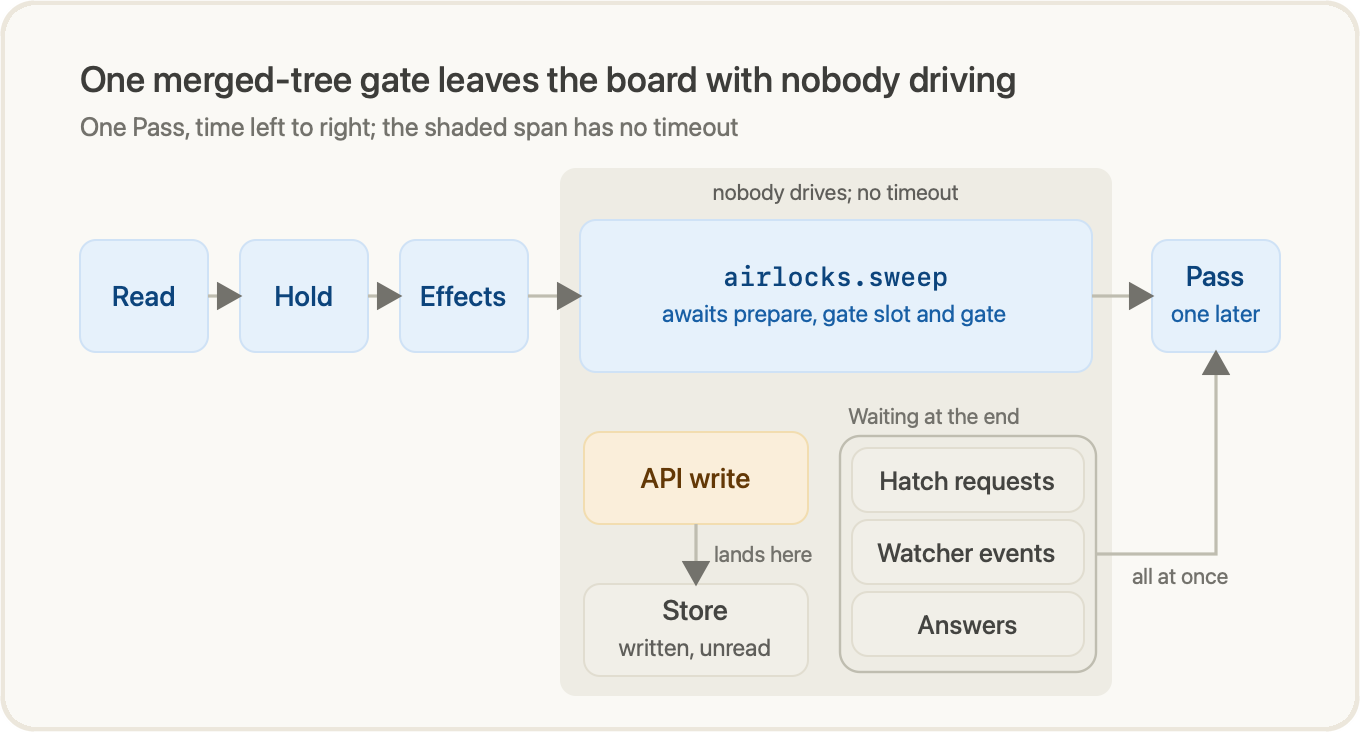 One merged-tree gate leaves the board with nobody driving
One Pass, time left to right; the shaded span has no timeout
nobody drives; no timeout
Read
Hold
Effects
airlocks.sweep
awaits prepare, gate slot and gate
Pass
one later
Waiting at the end
API write
Hatch requests
lands here
Watcher events
all at once
Store
written, unread
Answers